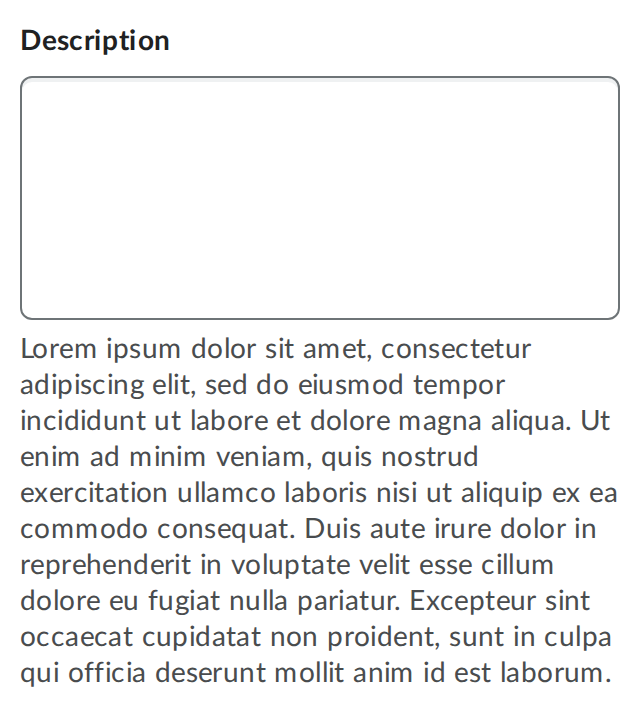 Description
Lorem ipsum dolor sit amet, consectetur
adipiscing elit, sed do eiusmod tempor
incididunt ut labore et dolore magna aliqua. Ut
enim ad minim veniam, quis nostrud
exercitation ullamco laboris nisi ut aliquip ex ea
commodo consequat. Duis aute irure dolor in
reprehenderit in voluptate velit esse cillum
dolore eu fugiat nulla pariatur. Excepteur sint
occaecat cupidatat non proident, sunt in culpa
qui officia deserunt mollit anim id est laborum.